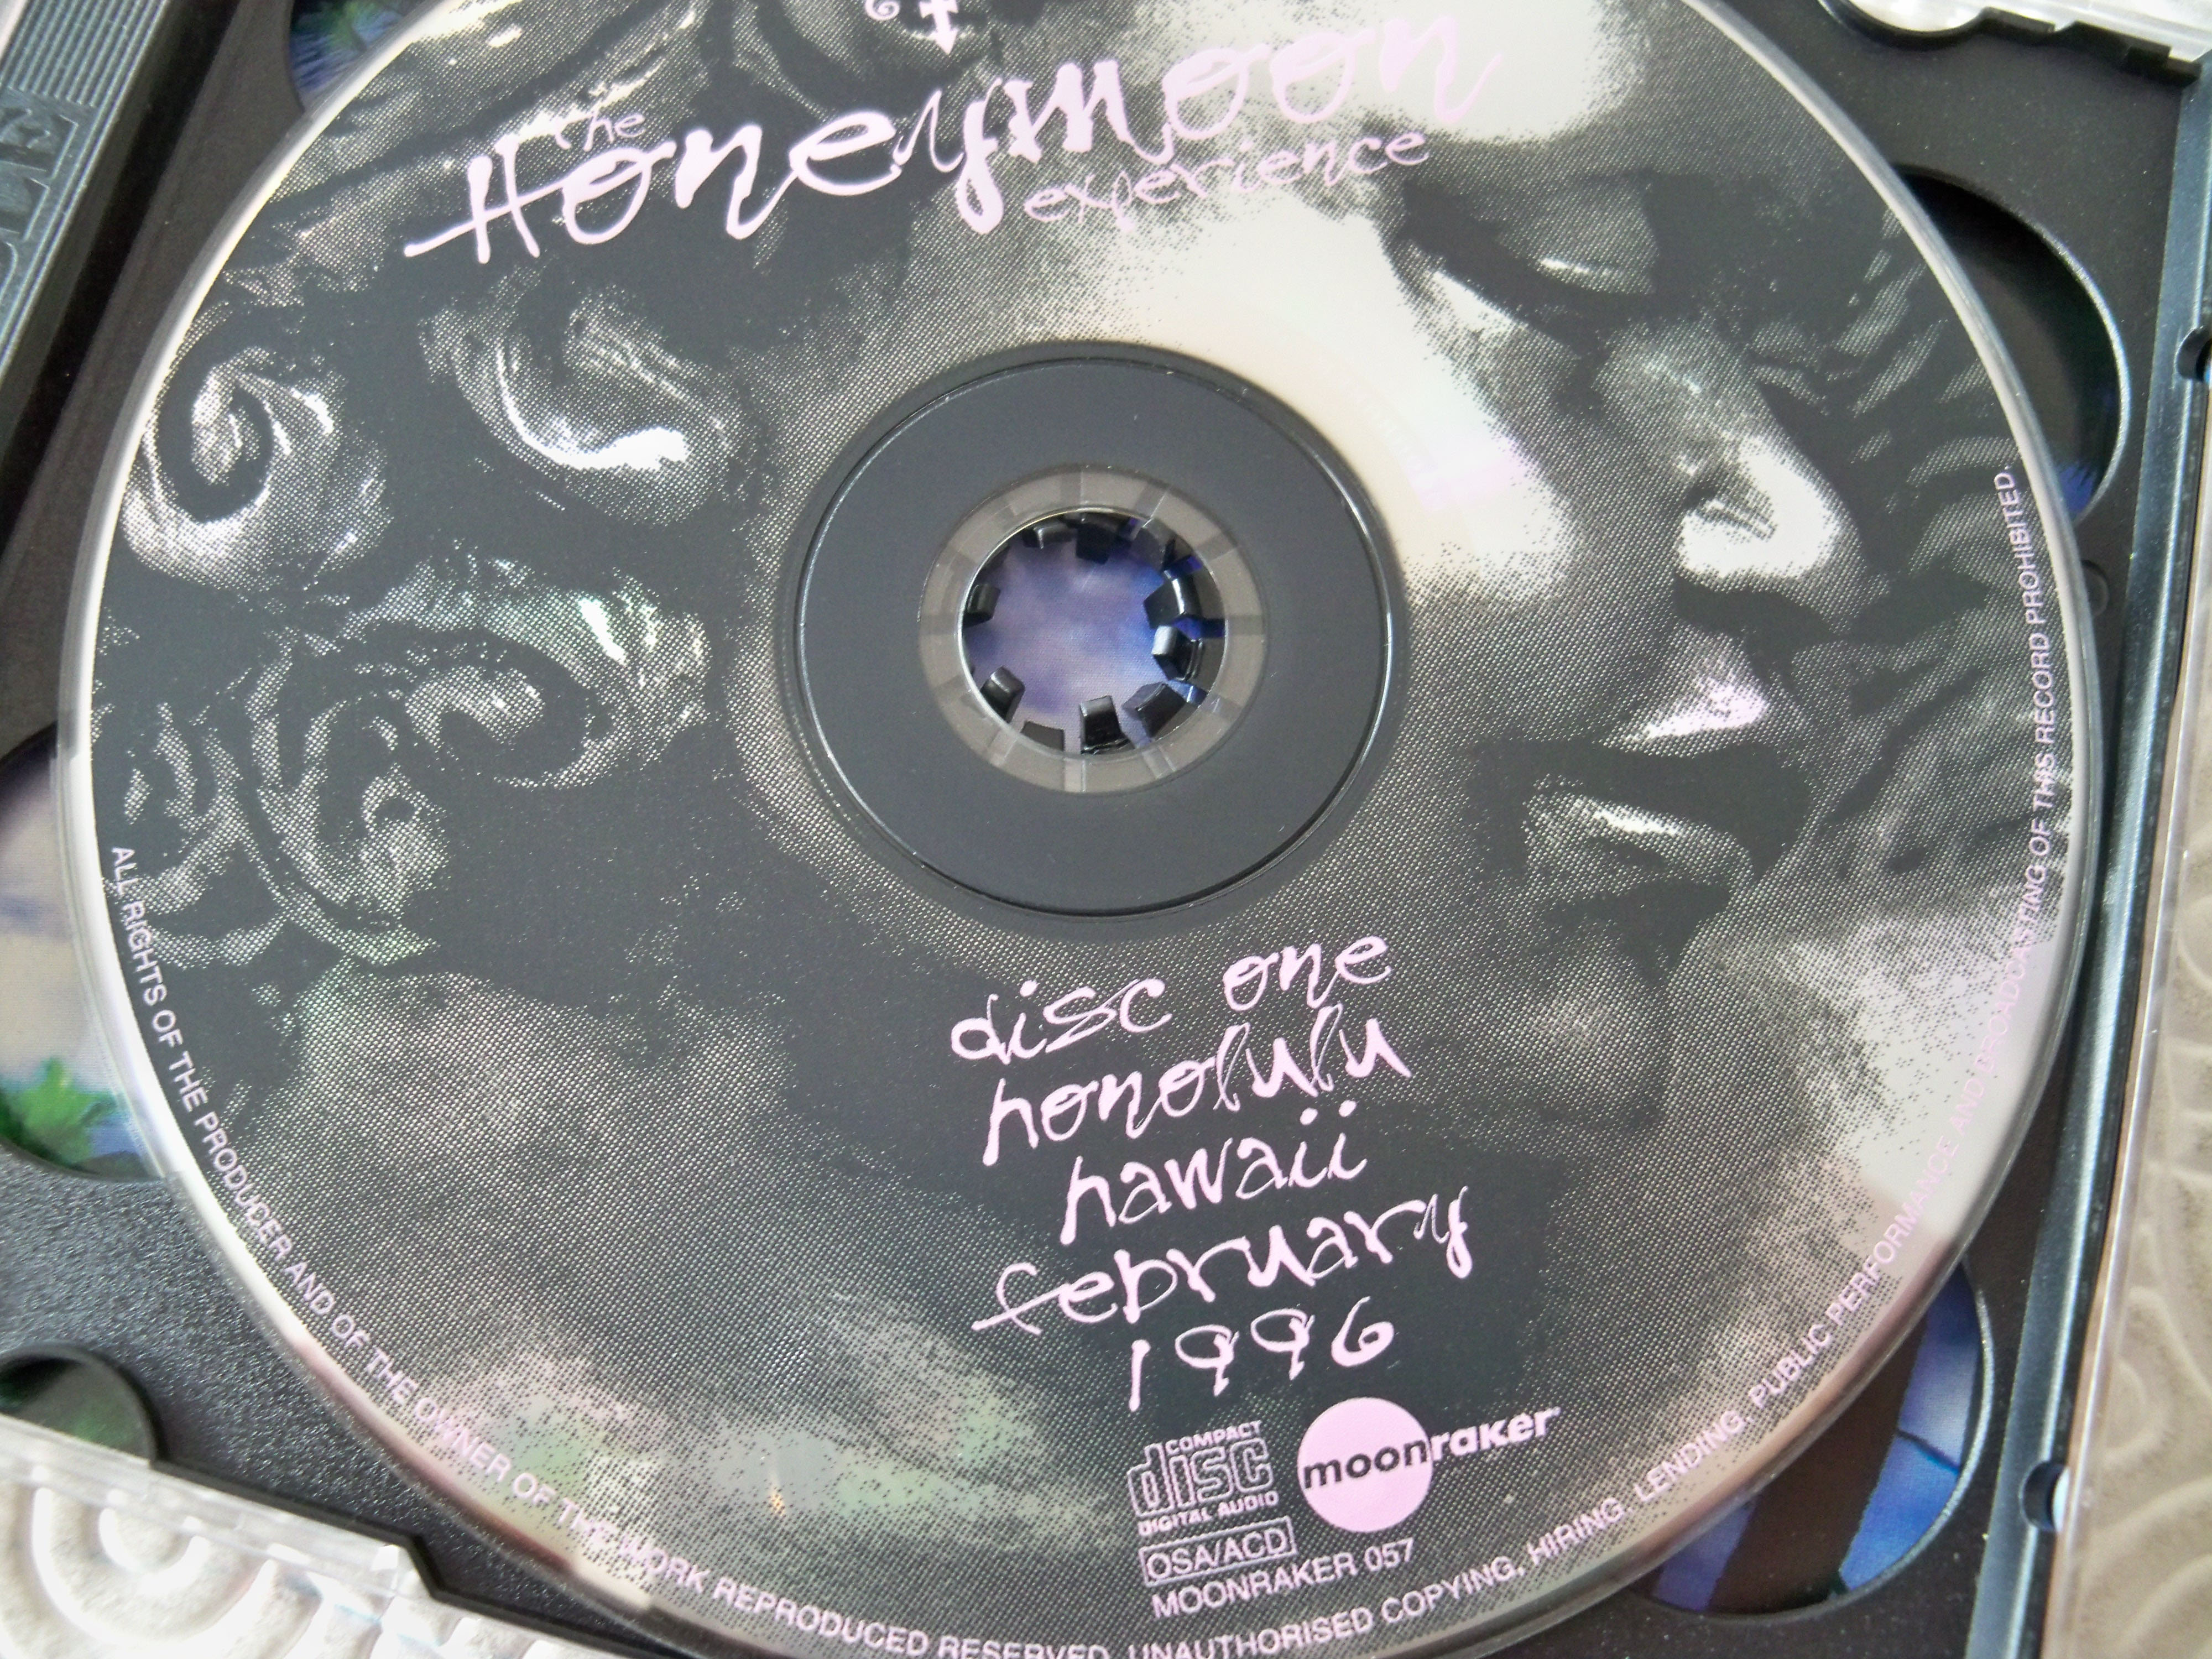 the
Honeymoon
experience
disc one
honolulu
hawaii
february
1996
COMPACT
disc
DIGITAL AUDIO
moonraker
OSA/ACD
MOONRAKER 057
ALL RIGHTS OF THE PRODUCER AND OF THE OWNER OF THE WORK REPRODUCED RESERVED. UNAUTHORISED COPYING, HIRING, LENDING, PUBLIC PERFORMANCE AND BROADCASTING OF THIS RECORD PROHIBITED.